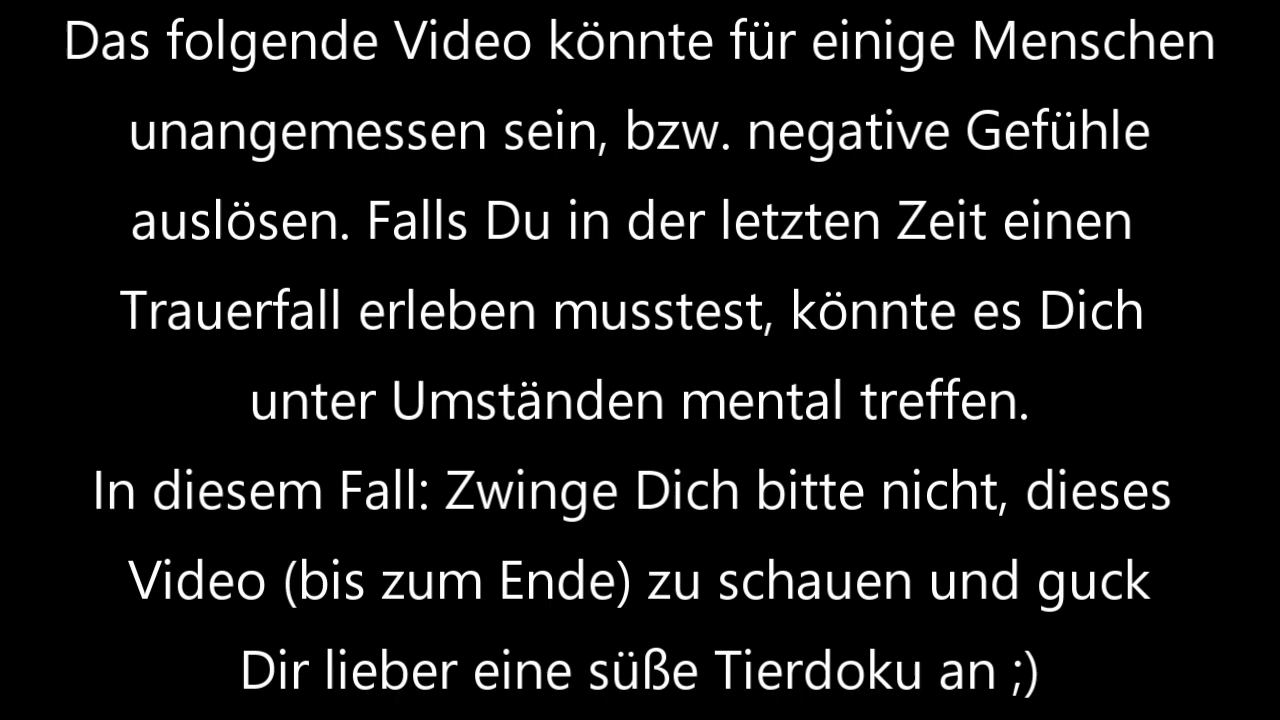 Das folgende Video könnte für einige Menschen
unangemessen sein, bzw. negative Gefühle
auslösen. Falls Du in der letzten Zeit einen
Trauerfall erleben musstest, könnte es Dich
unter Umständen mental treffen.
In diesem Fall: Zwinge Dich bitte nicht, dieses
Video (bis zum Ende) zu schauen und guck
Dir lieber eine süße Tierdoku an ;)